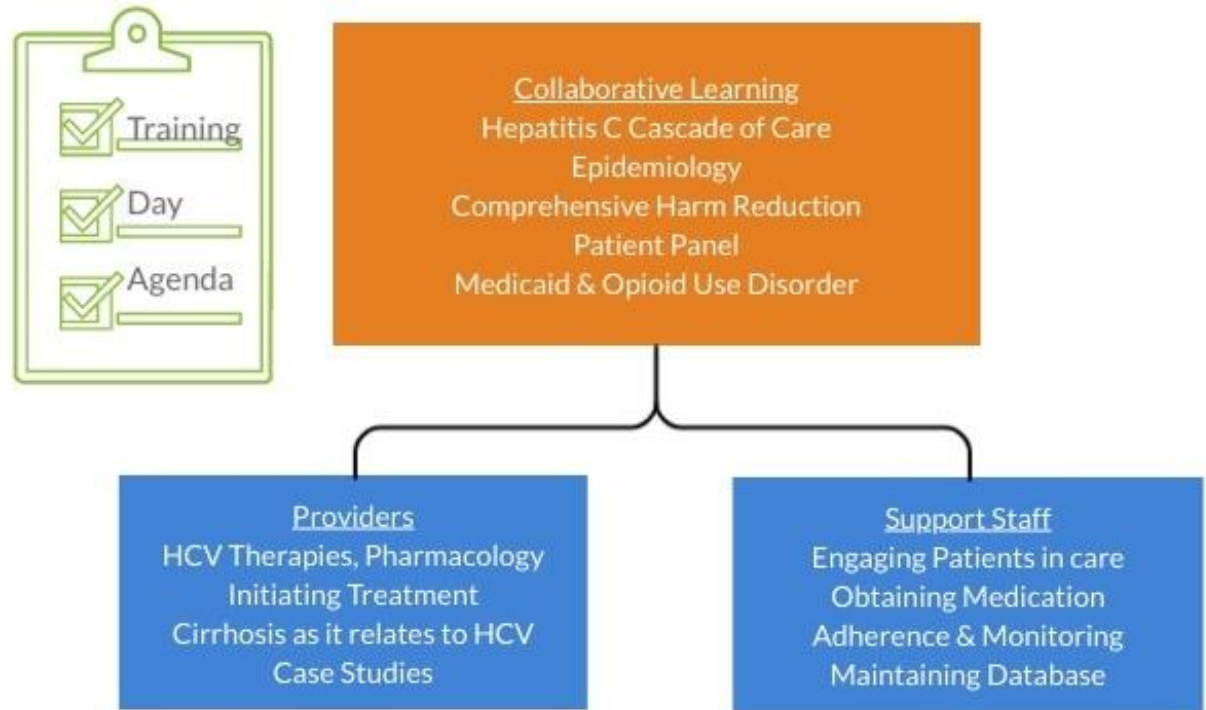 Training
Day
Agenda
Collaborative Learning
Hepatitis C Cascade of Care
Epidemiology
Comprehensive Harm Reduction
Patient Panel
Medicaid & Opioid Use Disorder
Providers
HCV Therapies, Pharmacology
Initiating Treatment
Cirrhosis as it relates to HCV
Case Studies
Support Staff
Engaging Patients in care
Obtaining Medication
Adherence & Monitoring
Maintaining Database